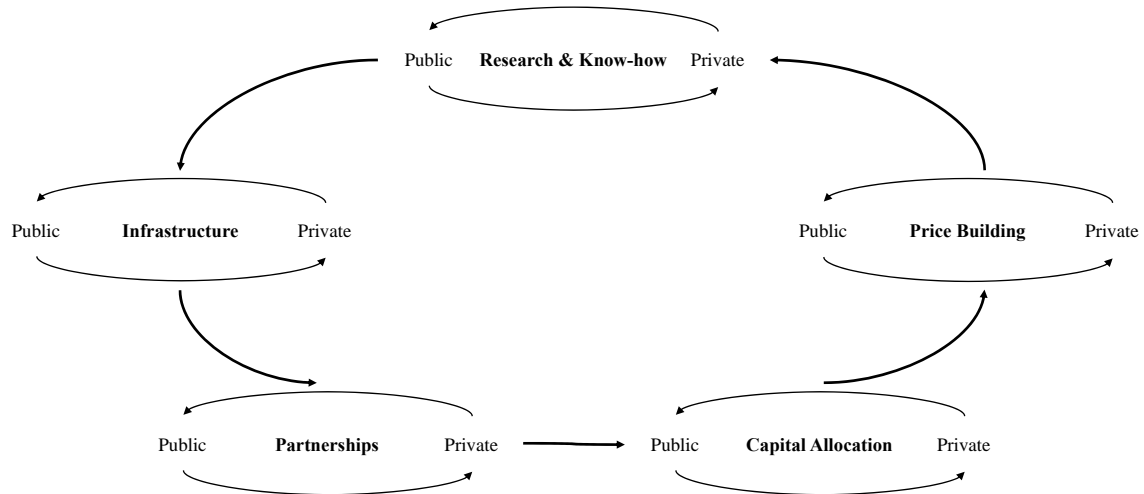 Public Research & Know-how Private
Public Infrastructure Private
Public Price Building Private
Public Partnerships Private
Public Capital Allocation Private